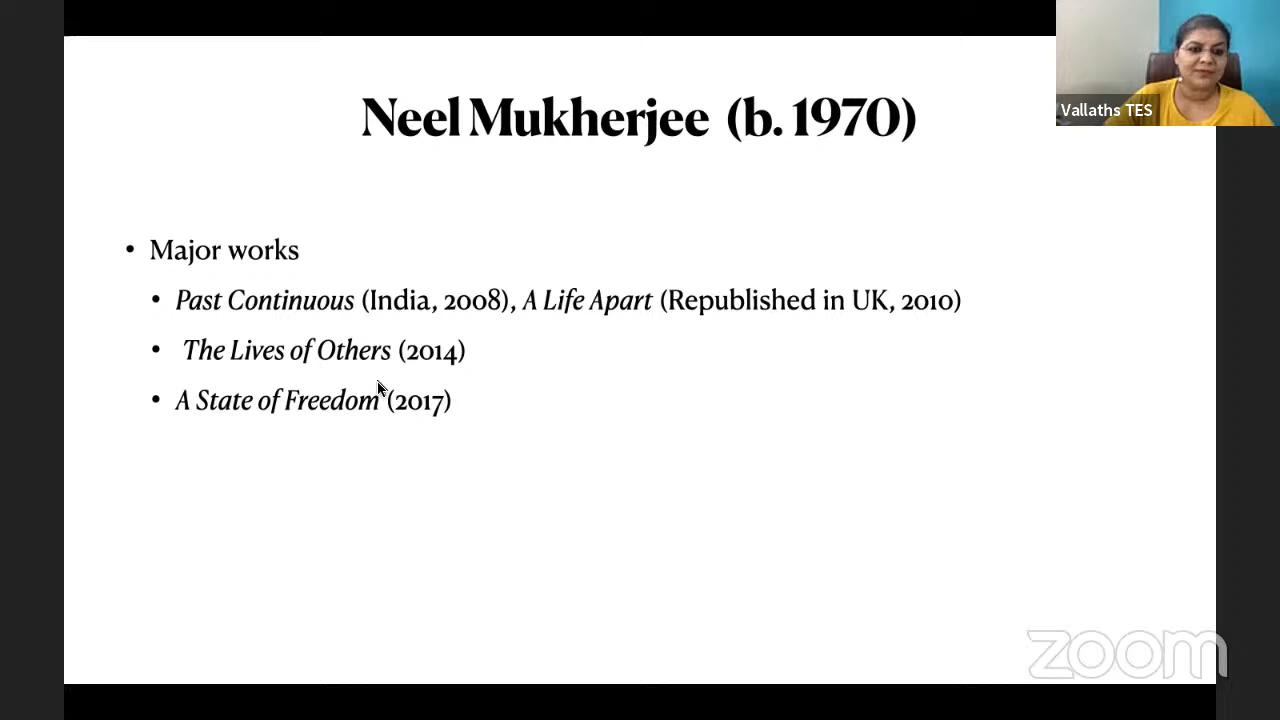 Neel Mukherjee (b. 1970)
Vallaths TES
• Major works
• Past Continuous (India, 2008), A Life Apart (Republished in UK, 2010)
• The Lives of Others (2014)
• A State of Freedom (2017)
zoom